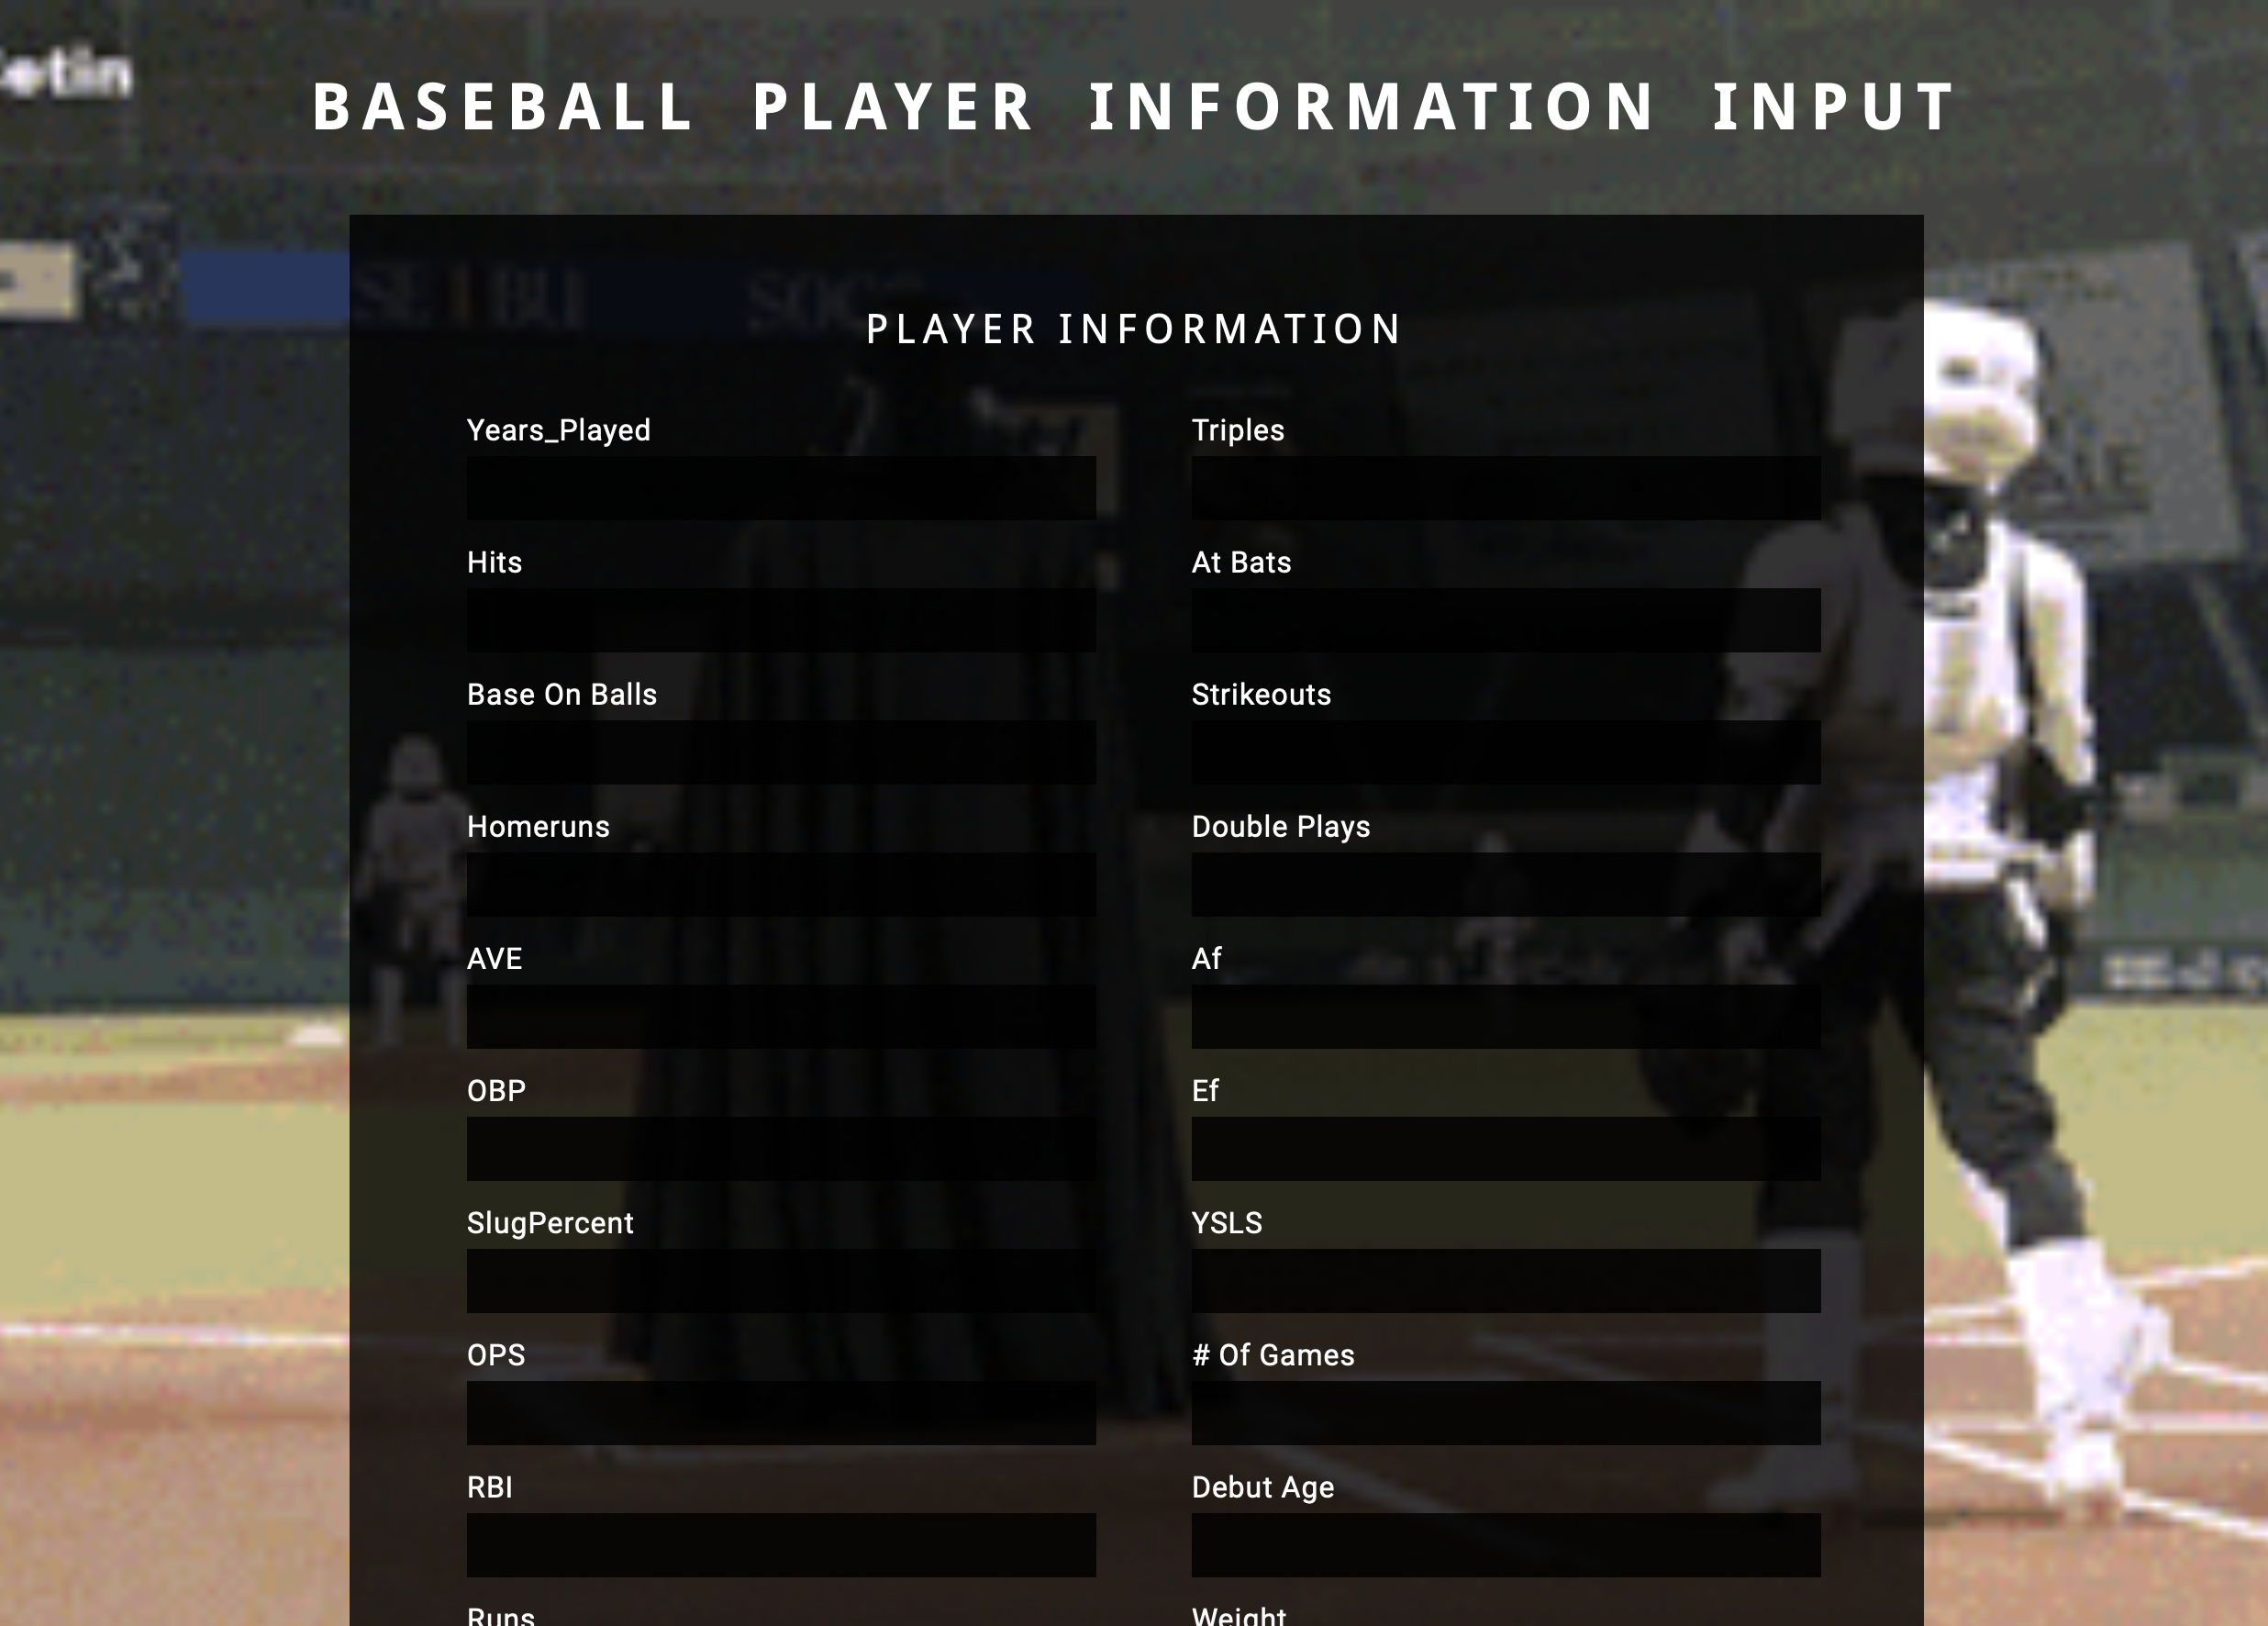 BASEBALL PLAYER INFORMATION INPUT
SEIBU
PLAYER INFORMATION
Years_Played
Triples
Hits
At Bats
Base On Balls
Strikeouts
Homeruns
Double Plays
AVE
Af
OBP
Ef
SlugPercent
YSLS
OPS
# Of Games
RBI
Debut Age
Runs
Weight